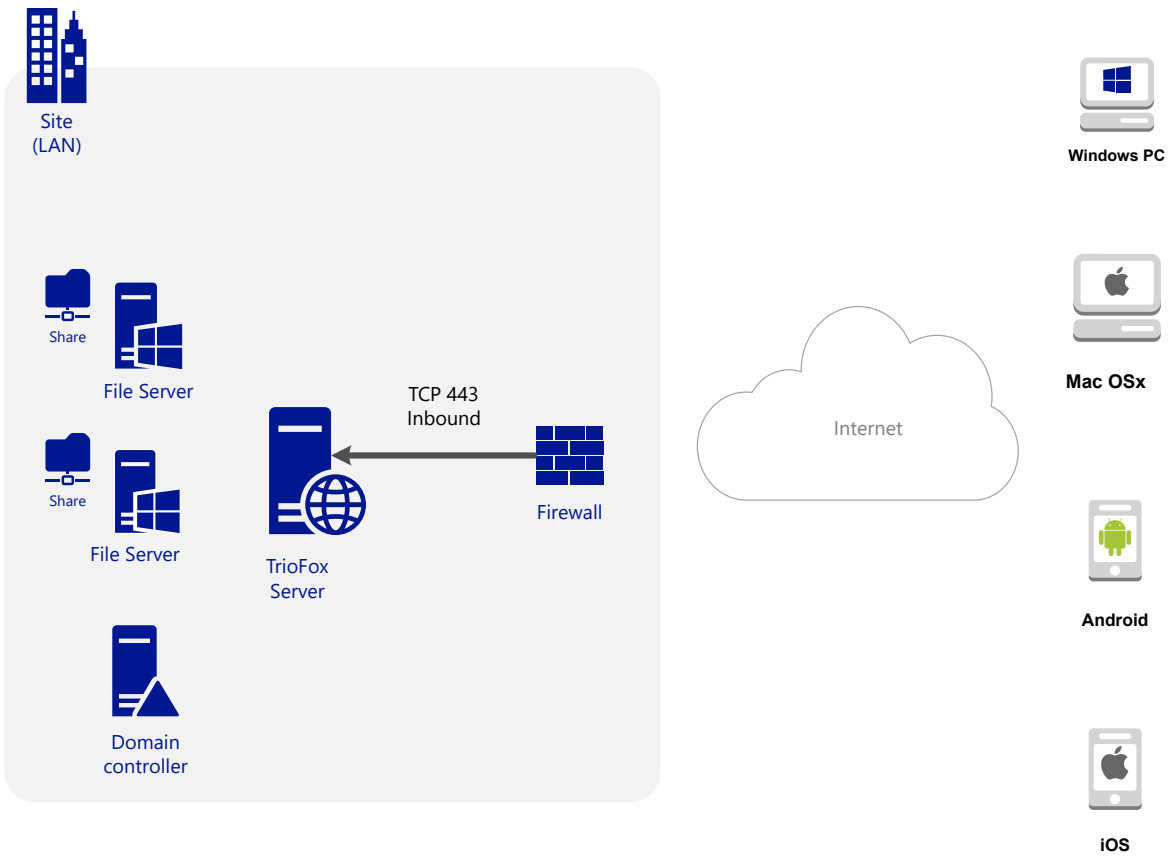 Site
(LAN)
Share
File Server
Share
File Server
Domain
controller
TrioFox
Server
TCP 443
Inbound
Firewall
Internet
Windows PC
Mac OSx
Android
iOS